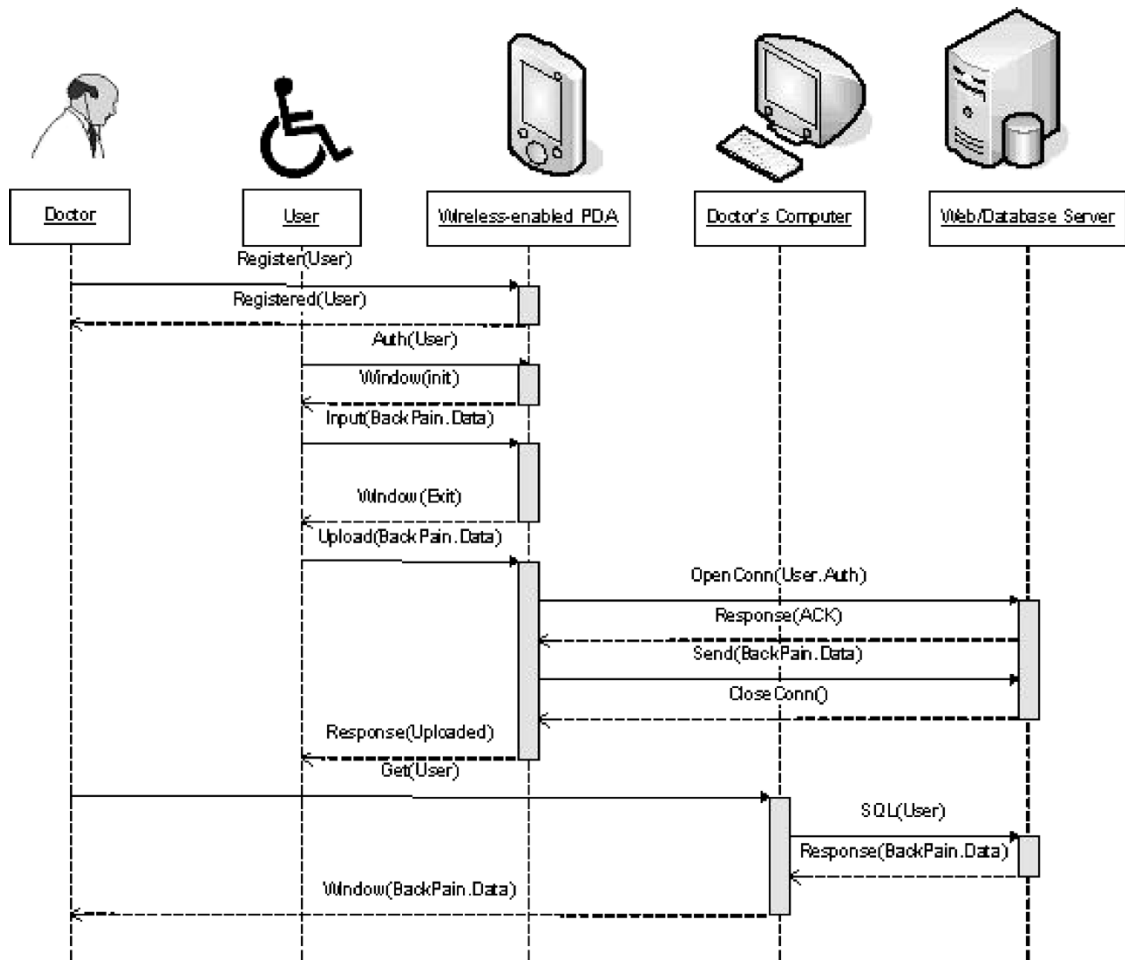 Doctor
User
Wireless-enabled PDA
Doctor's Computer
Web/Database Server
Register(User)
Registered(User)
Auth(User)
Window(init)
Input(BackPain.Data)
Window(Exit)
Upload(BackPain.Data)
OpenConn(User.Auth)
Response(ACK)
Send(BackPain.Data)
CloseConn()
Response(Uploaded)
Get(User)
SQL(User)
Response(BackPain.Data)
Window(BackPain.Data)